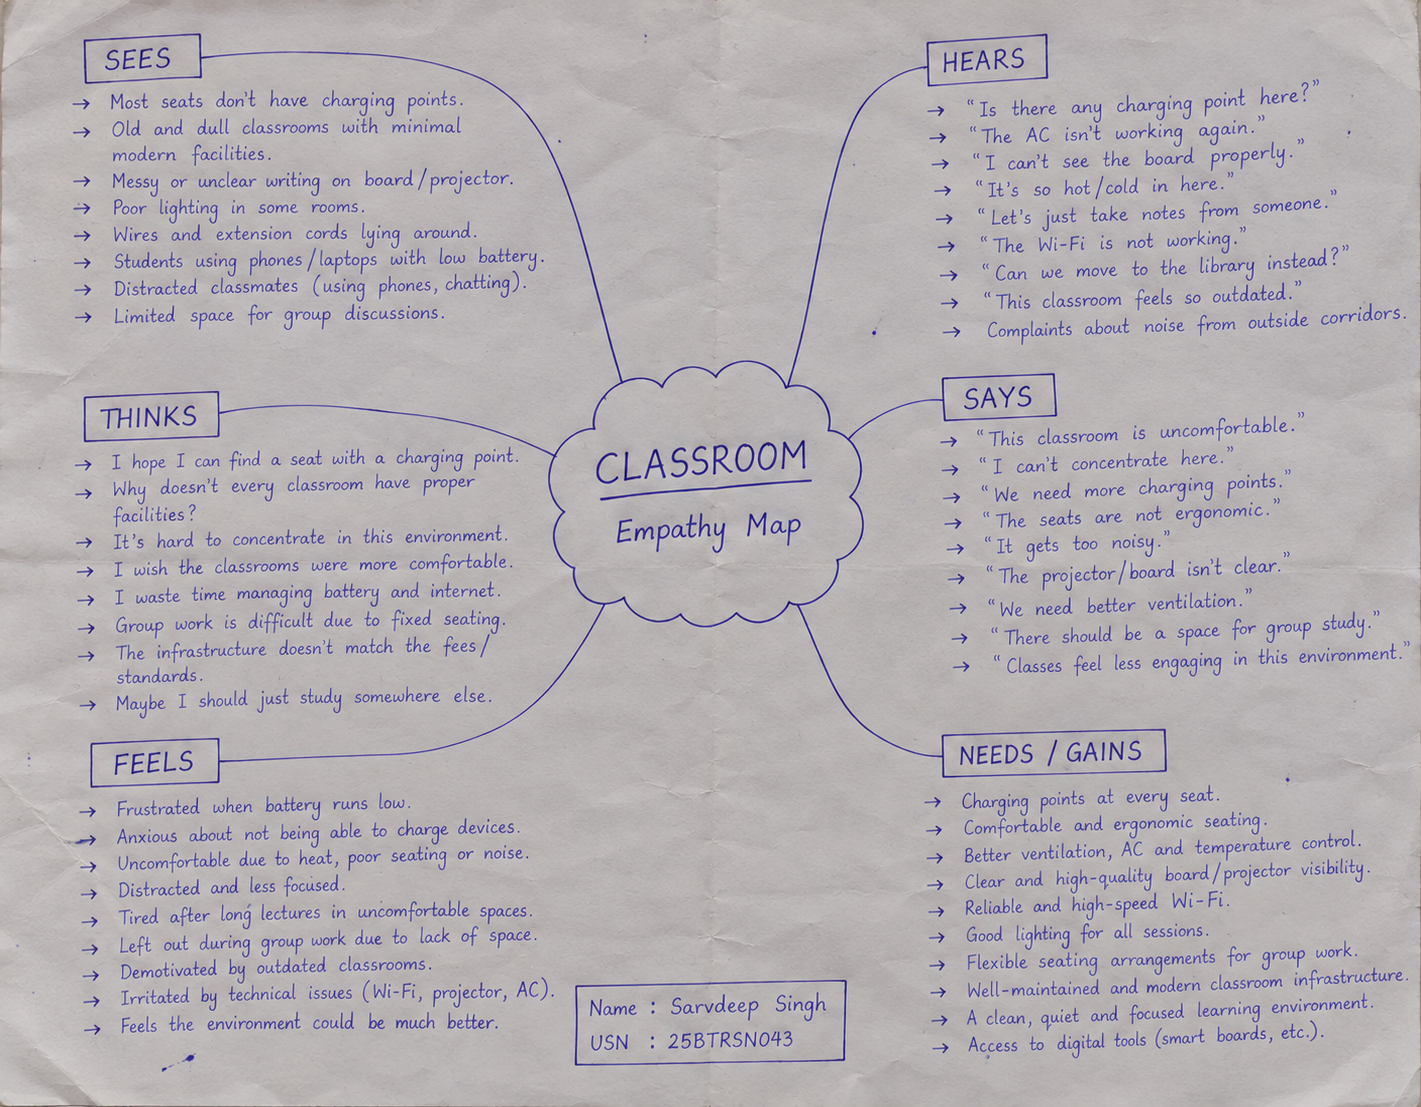 SEES
→ Most seats don't have charging points.
→ Old and dull classrooms with minimal
modern facilities.
→ Messy or unclear writing on board/projector.
→ Poor lighting in some rooms.
→ Wires and extension cords lying around.
→ Students using phones/laptops with low battery.
→ Distracted classmates (using phones, chatting).
→ Limited space for group discussions.
HEARS
→ "Is there any charging point here?"
→ "The AC isn't working again."
→ "I can't see the board properly."
→ "It's so hot/cold in here."
→ "Let's just take notes from someone."
→ "The Wi-Fi is not working."
→ "Can we move to the library instead?"
→ "This classroom feels so outdated."
→ Complaints about noise from outside corridors.
THINKS
→ I hope I can find a seat with a charging point.
→ Why doesn't every classroom have proper
facilities?
→ It's hard to concentrate in this environment.
→ I wish the classrooms were more comfortable.
→ I waste time managing battery and internet.
→ Group work is difficult due to fixed seating.
→ The infrastructure doesn't match the fees/
standards.
→ Maybe I should just study somewhere else.
CLASSROOM
Empathy Map
SAYS
→ "This classroom is uncomfortable."
→ "I can't concentrate here."
→ "We need more charging points."
→ "The seats are not ergonomic."
→ "It gets too noisy."
→ "The projector/board isn't clear."
→ "We need better ventilation."
→ "There should be a space for group study."
→ "Classes feel less engaging in this environment."
FEELS
→ Frustrated when battery runs low.
→ Anxious about not being able to charge devices.
→ Uncomfortable due to heat, poor seating or noise.
→ Distracted and less focused.
→ Tired after long lectures in uncomfortable spaces.
→ Left out during group work due to lack of space.
→ Demotivated by outdated classrooms.
→ Irritated by technical issues (Wi-Fi, projector, AC).
→ Feels the environment could be much better.
NEEDS / GAINS
→ Charging points at every seat.
→ Comfortable and ergonomic seating.
→ Better ventilation, AC and temperature control.
→ Clear and high-quality board/projector visibility.
→ Reliable and high-speed Wi-Fi.
→ Good lighting for all sessions.
→ Flexible seating arrangements for group work.
→ Well-maintained and modern classroom infrastructure.
→ A clean, quiet and focused learning environment.
→ Access to digital tools (smart boards, etc.).
Name : Sarvdeep Singh
USN : 25BTRSN043